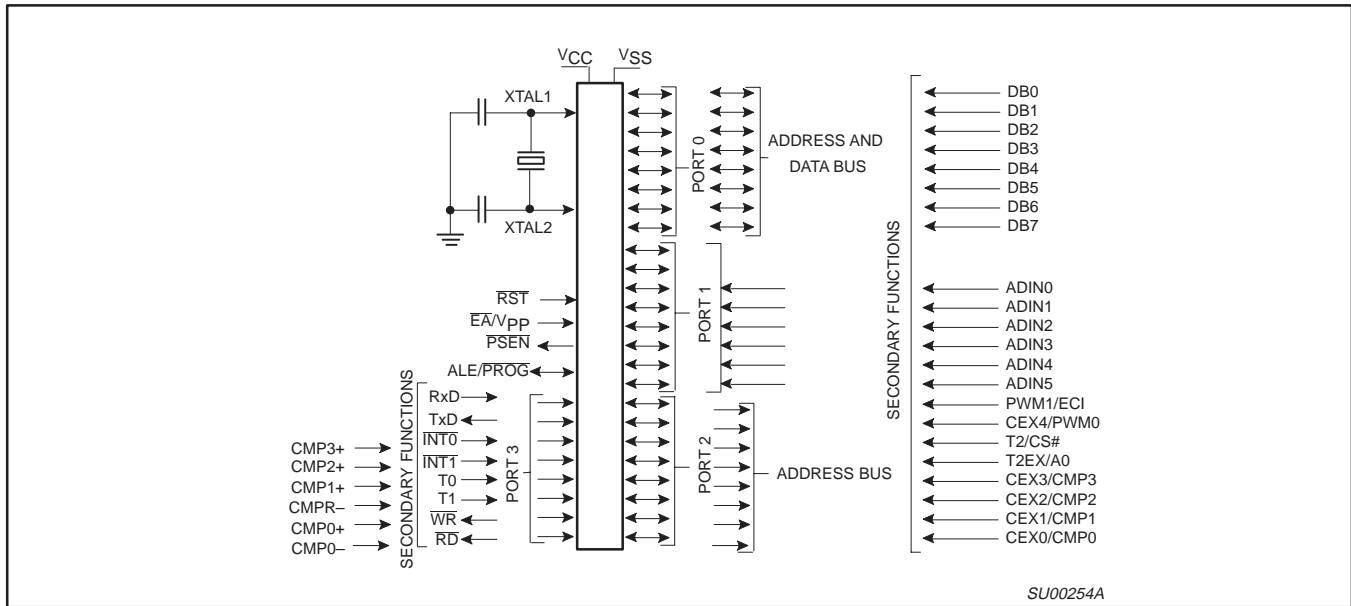 VCC
VSS
XTAL1
XTAL2
RST
EA/VPP
PSEN
ALE/PROG
SECONDARY FUNCTIONS
RxD
TxD
INT0
INT1
T0
T1
WR
RD
CMP3+
CMP2+
CMP1+
CMPR–
CMP0+
CMP0–
PORT 3
PORT 0
PORT 1
PORT 2
ADDRESS AND
DATA BUS
ADDRESS BUS
SECONDARY FUNCTIONS
DB0
DB1
DB2
DB3
DB4
DB5
DB6
DB7
ADIN0
ADIN1
ADIN2
ADIN3
ADIN4
ADIN5
PWM1/ECI
CEX4/PWM0
T2/CS#
T2EX/A0
CEX3/CMP3
CEX2/CMP2
CEX1/CMP1
CEX0/CMP0
SU00254A